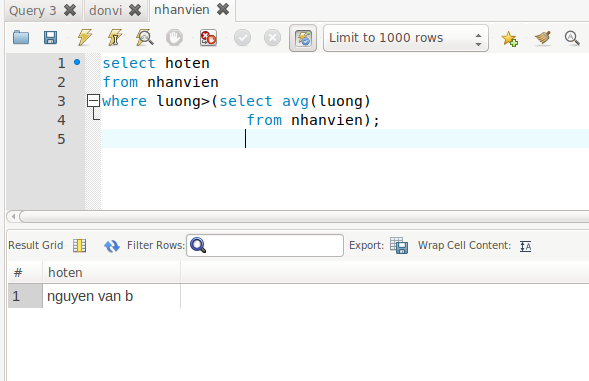 Query 3 donvi nhanvien
Limit to 1000 rows
1 select hoten
2 from nhanvien
3 where luong>(select avg(luong)
4 from nhanvien);
5
Result Grid Filter Rows: Export: Wrap Cell Content:
# hoten
1 nguyen van b